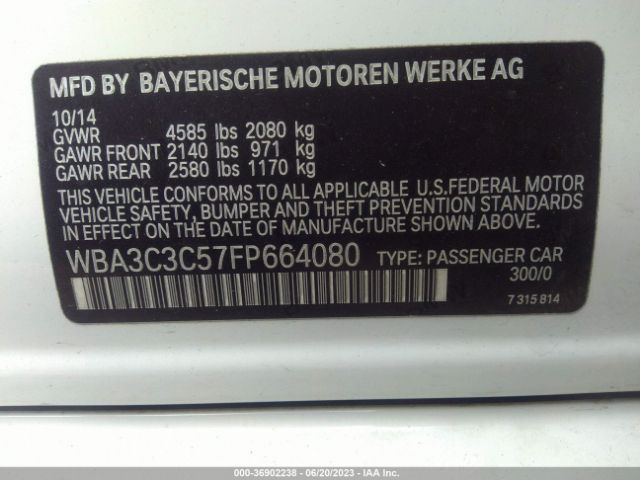 MFD BY BAYERISCHE MOTOREN WERKE AG
10/14
GVWR 4585 lbs 2080 kg
GAWR FRONT 2140 lbs 971 kg
GAWR REAR 2580 lbs 1170 kg
THIS VEHICLE CONFORMS TO ALL APPLICABLE U.S.FEDERAL MOTOR
VEHICLE SAFETY, BUMPER AND THEFT PREVENTION STANDARDS
IN EFFECT ON THE DATE OF MANUFACTURE SHOWN ABOVE.
WBA3C3C57FP664080 TYPE: PASSENGER CAR
300/0
7 315 814
000-36902238 - 06/20/2023 - IAA Inc.